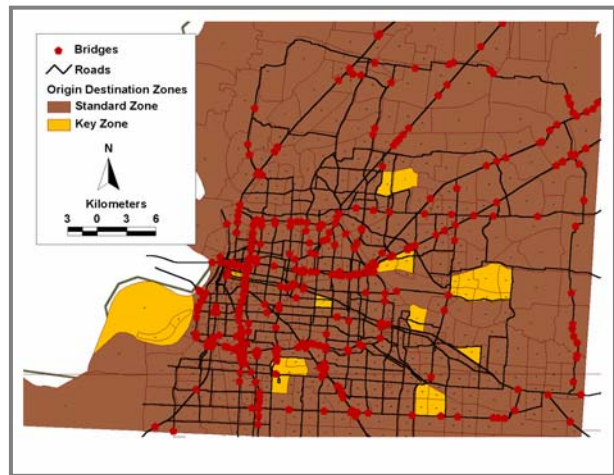 Bridges
Roads
Origin Destination Zones
Standard Zone
Key Zone
N
Kilometers
3 0 3 6